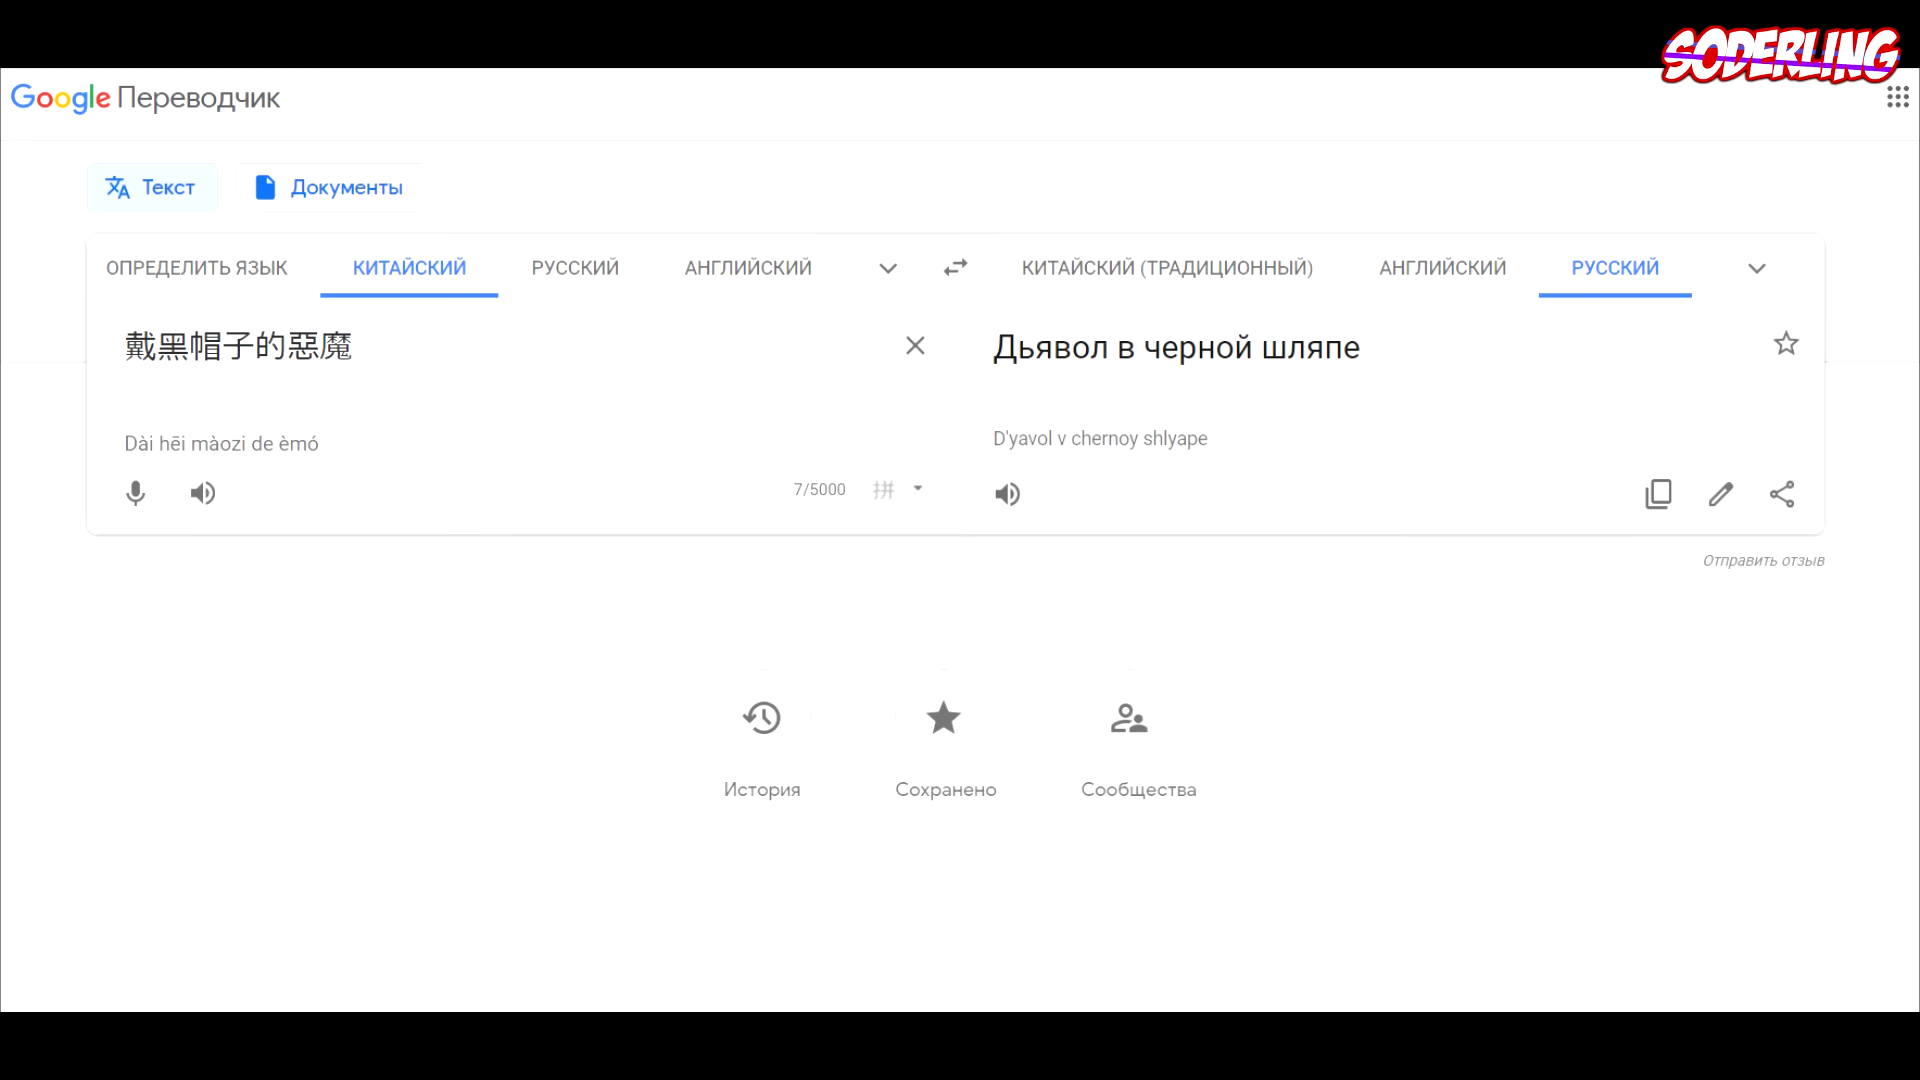 SODERLING
Google Переводчик
Текст
Документы
ОПРЕДЕЛИТЬ ЯЗЫК
КИТАЙСКИЙ
РУССКИЙ
АНГЛИЙСКИЙ
КИТАЙСКИЙ (ТРАДИЦИОННЫЙ)
АНГЛИЙСКИЙ
РУССКИЙ
戴黑帽子的惡魔
Dài hēi màozi de èmó
7/5000
拼
Дьявол в черной шляпе
D'yavol v chernoy shlyape
Отправить отзыв
История
Сохранено
Сообщества